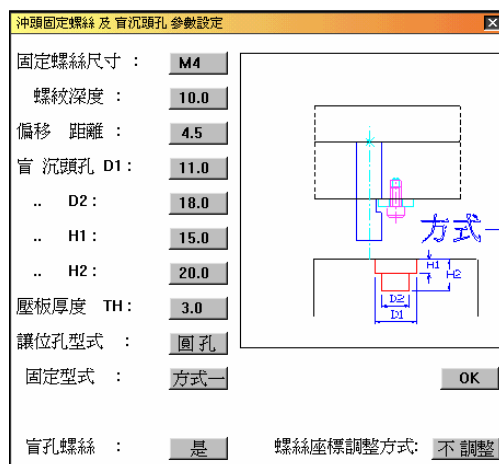 沖頭固定螺絲 及 盲沉頭孔 參數設定
固定螺絲尺寸 : M4
螺紋深度 : 10.0
偏移 距離 : 4.5
盲 沉頭孔 D1 : 11.0
.. D2 : 18.0
.. H1 : 15.0
.. H2 : 20.0
壓板厚度 TH : 3.0
讓位孔型式 : 圓孔
固定型式 : 方式一
盲孔螺絲 : 是
方式一
H1
H2
D2
D1
OK
螺絲座標調整方式: 不調整